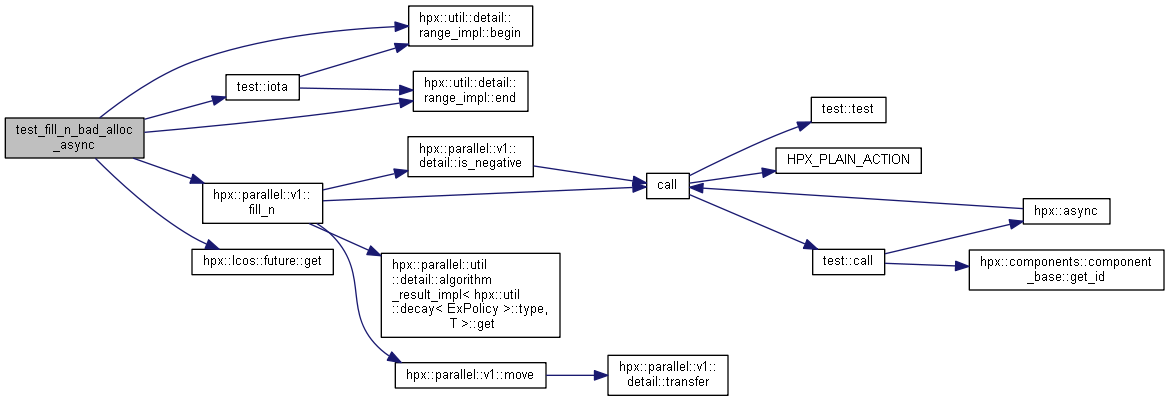 test_fill_n_bad_alloc
_async
hpx::util::detail::
range_impl::begin
test::iota
hpx::util::detail::
range_impl::end
hpx::parallel::v1::
fill_n
hpx::parallel::v1::
detail::is_negative
call
test::test
HPX_PLAIN_ACTION
test::call
hpx::async
hpx::components::component
_base::get_id
hpx::lcos::future::get
hpx::parallel::util
::detail::algorithm
_result_impl< hpx::util
::decay< ExPolicy >::type,
T >::get
hpx::parallel::v1::move
hpx::parallel::v1::
detail::transfer